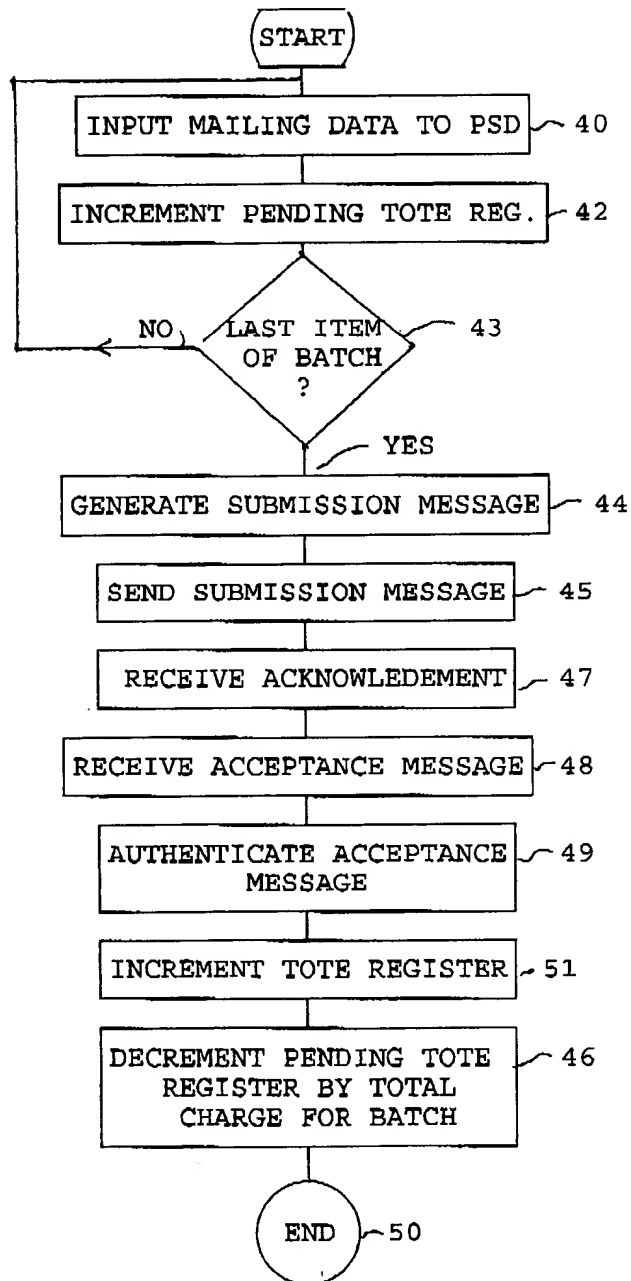 START
INPUT MAILING DATA TO PSD 40
INCREMENT PENDING TOTE REG. 42
LAST ITEM 43
NO OF BATCH
?
YES
GENERATE SUBMISSION MESSAGE 44
SEND SUBMISSION MESSAGE 45
RECEIVE ACKNOWLEDEMENT 47
RECEIVE ACCEPTANCE MESSAGE 48
AUTHENTICATE ACCEPTANCE 49
MESSAGE
INCREMENT TOTE REGISTER 51
DECREMENT PENDING TOTE 46
REGISTER BY TOTAL
CHARGE FOR BATCH
END 50